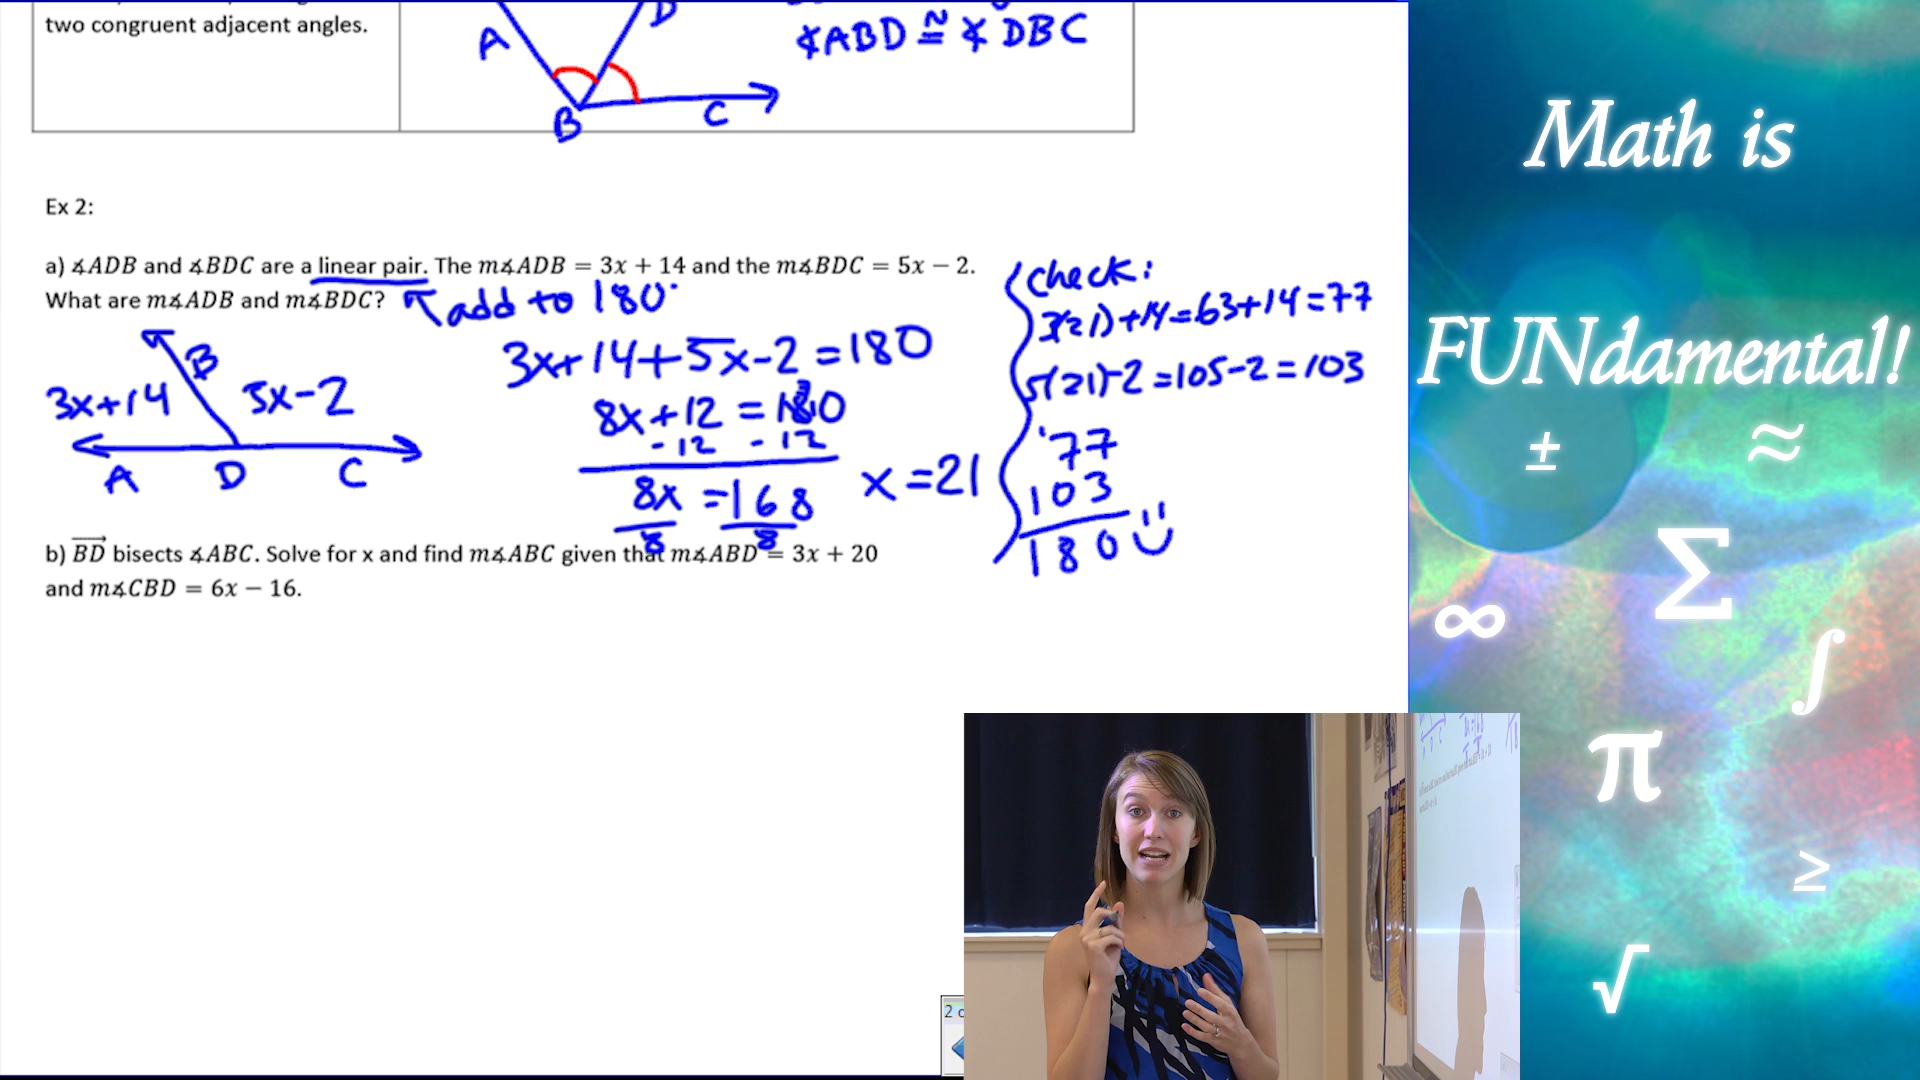 two congruent adjacent angles.
A
D
B
C
∡ABD ≅ ∡DBC
Ex 2:
a) ∡ADB and ∡BDC are a linear pair. The m∡ADB = 3x + 14 and the m∡BDC = 5x − 2.
What are m∡ADB and m∡BDC?
add to 180°
3x+14
B
5x-2
A
D
C
3x+14+5x-2=180
8x+12=180
-12 -12
8x=168
8 8
x=21
check:
3(21)+14=63+14=77
5(21)-2=105-2=103
77
103
180
b) BD bisects ∡ABC. Solve for x and find m∡ABC given that m∡ABD = 3x + 20
and m∡CBD = 6x − 16.
Math is
FUNdamental!
± ≈
∑
∞
∫
π
≥
√